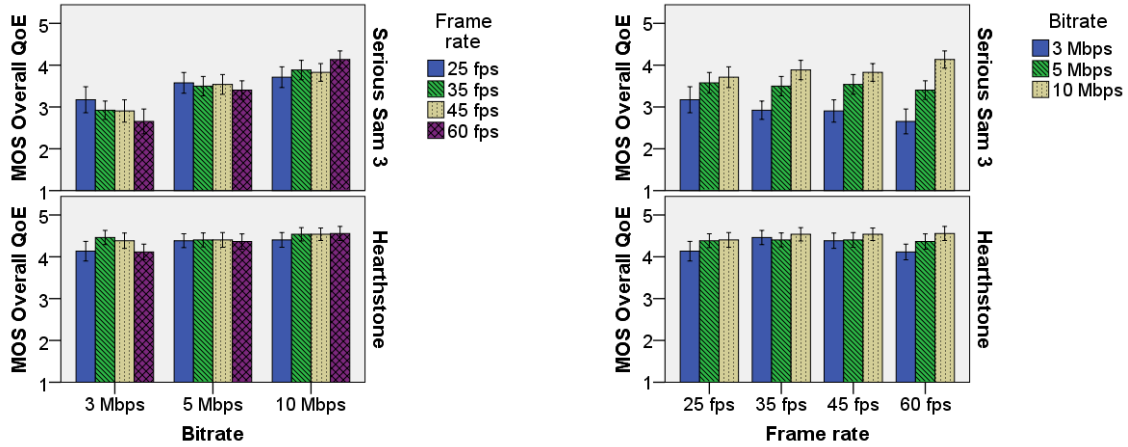 MOS Overall QoE
5
4
3
2
1
Serious Sam 3
MOS Overall QoE
5
4
3
2
1
Hearthstone
3 Mbps 5 Mbps 10 Mbps
Bitrate
Frame
rate
25 fps
35 fps
45 fps
60 fps
MOS Overall QoE
5
4
3
2
1
Serious Sam 3
MOS Overall QoE
5
4
3
2
1
Hearthstone
25 fps 35 fps 45 fps 60 fps
Frame rate
Bitrate
3 Mbps
5 Mbps
10 Mbps